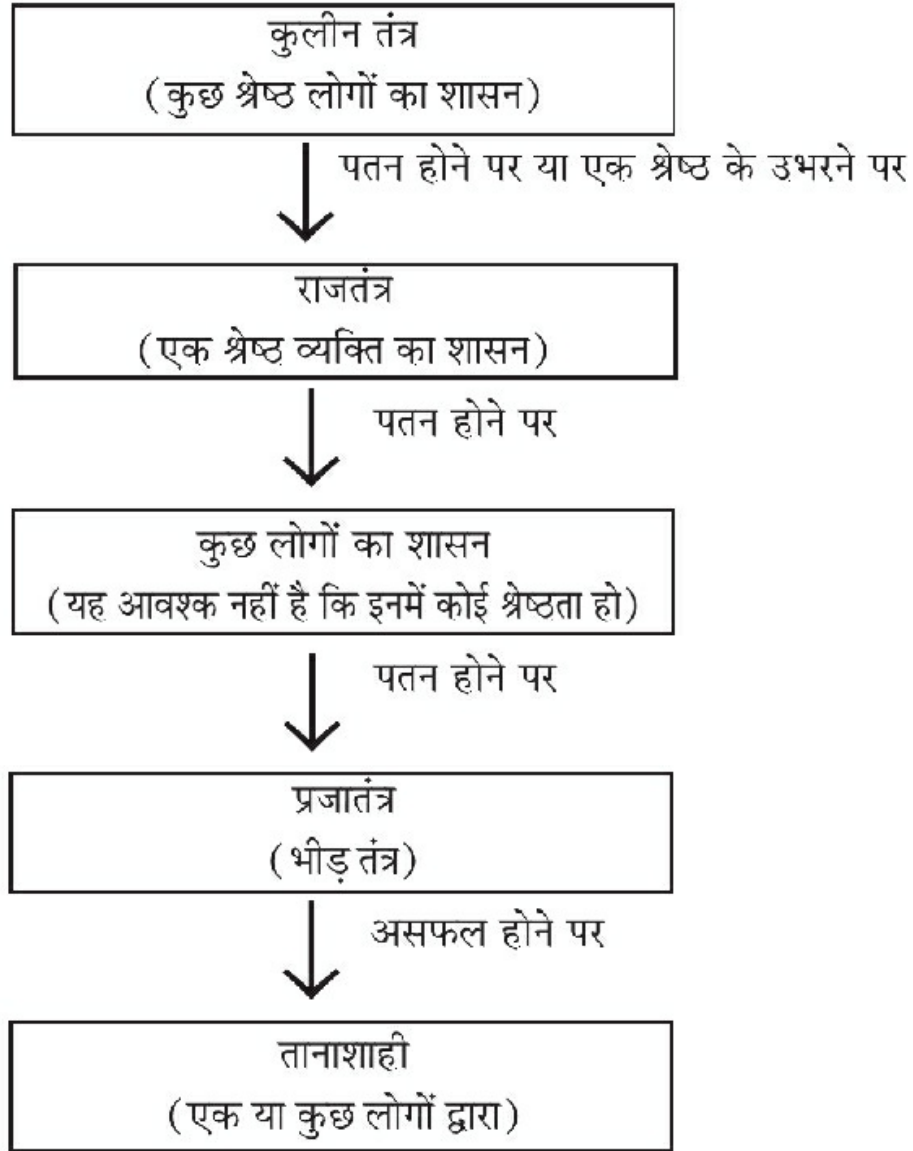 कुलीन तंत्र
(कुछ श्रेष्ठ लोगों का शासन)
पतन होने पर या एक श्रेष्ठ के उभरने पर
राजतंत्र
(एक श्रेष्ठ व्यक्ति का शासन)
पतन होने पर
कुछ लोगों का शासन
(यह आवश्क नहीं है कि इनमें कोई श्रेष्ठता हो)
पतन होने पर
प्रजातंत्र
(भीड़ तंत्र)
असफल होने पर
तानाशाही
(एक या कुछ लोगों द्वारा)